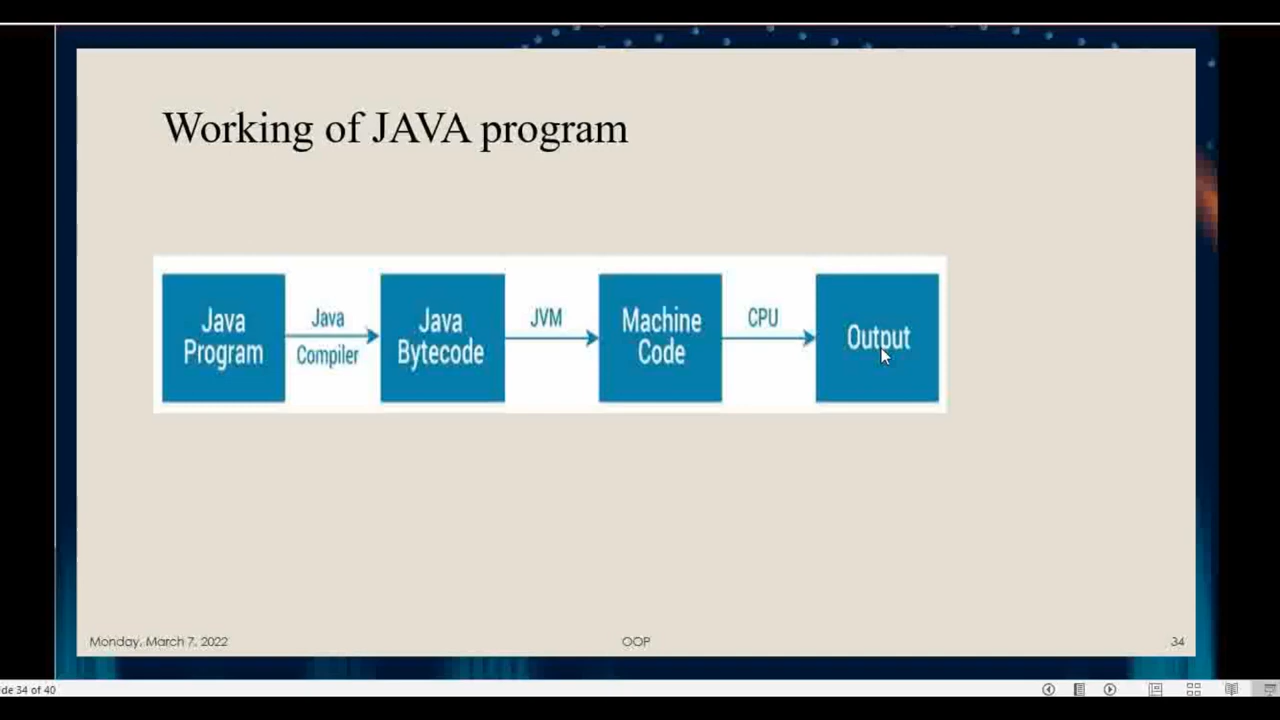 Working of JAVA program
Java
Program
Java
Compiler
Java
Bytecode
JVM
Machine
Code
CPU
Output
Monday, March 7, 2022
OOP
34
de 34 of 40